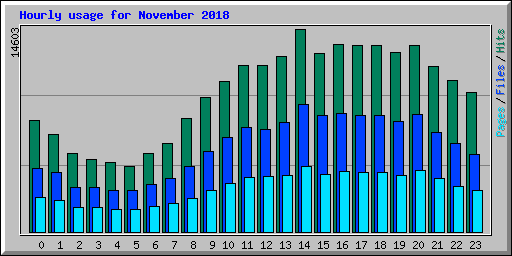 Hourly usage for November 2018
14603
Pages / Files / Hits
0 1 2 3 4 5 6 7 8 9 10 11 12 13 14 15 16 17 18 19 20 21 22 23